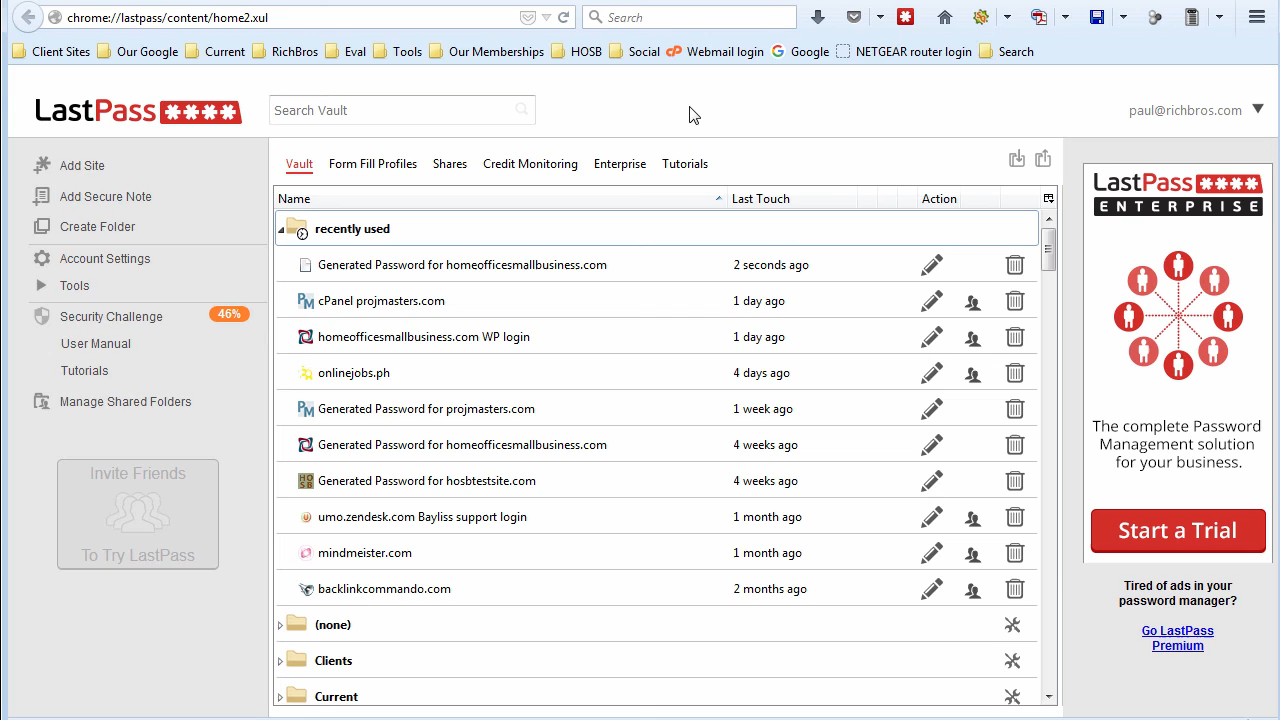 chrome://lastpass/content/home2.xul
Search
Client Sites Our Google Current RichBros Eval Tools Our Memberships HOSB Social Webmail login Google NETGEAR router login Search
LastPass ****
Search Vault
paul@richbros.com
Add Site
Add Secure Note
Create Folder
Account Settings
Tools
Security Challenge 46%
User Manual
Tutorials
Manage Shared Folders
Invite Friends
To Try LastPass
Vault Form Fill Profiles Shares Credit Monitoring Enterprise Tutorials
Name Last Touch Action
recently used
Generated Password for homeofficesmallbusiness.com 2 seconds ago
cPanel projmasters.com 1 day ago
homeofficesmallbusiness.com WP login 1 day ago
onlinejobs.ph 4 days ago
Generated Password for projmasters.com 1 week ago
Generated Password for homeofficesmallbusiness.com 4 weeks ago
Generated Password for hosbtestsite.com 4 weeks ago
umo.zendesk.com Bayliss support login 1 month ago
mindmeister.com 1 month ago
backlinkcommando.com 2 months ago
(none)
Clients
Current
LastPass ****
ENTERPRISE
The complete Password
Management solution
for your business.
Start a Trial
Tired of ads in your
password manager?
Go LastPass
Premium